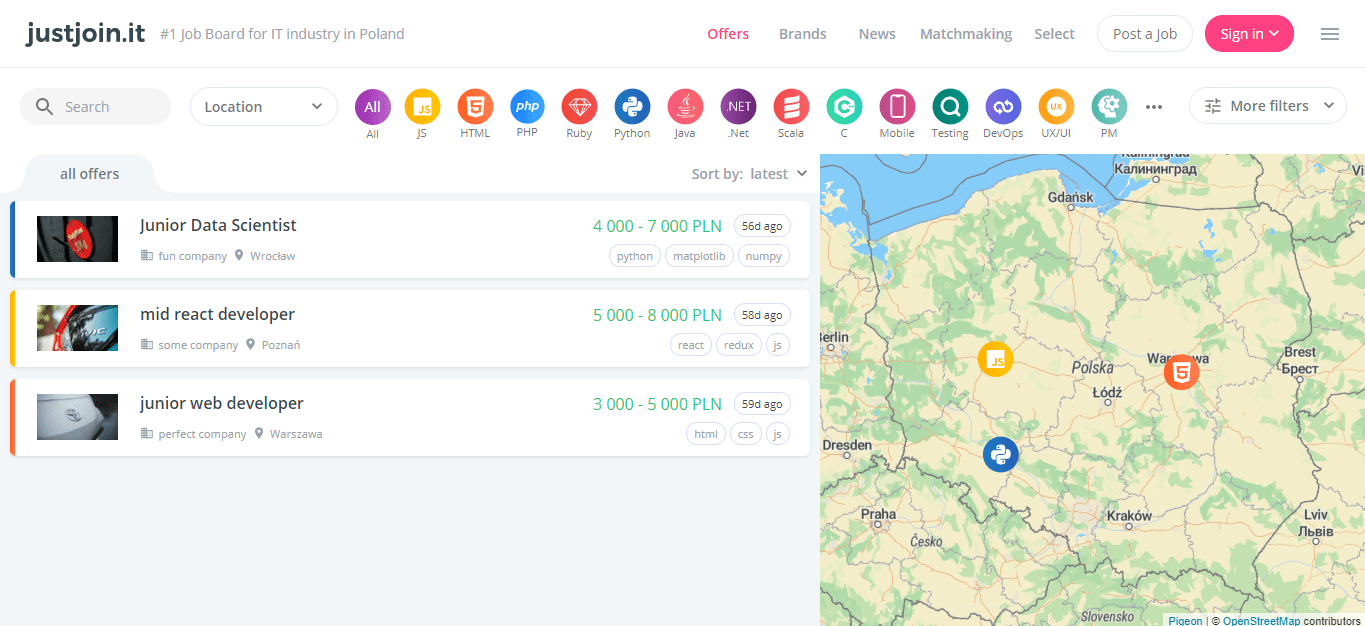 justjoin.it #1 Job Board for IT industry in Poland Offers Brands News Matchmaking Select Post a Job Sign in
Search Location All JS HTML php Ruby Python Java .NET Scala C Mobile Testing DevOps UX UX/UI PM More filters
All JS PHP .Net
all offers Sort by: latest
Junior Data Scientist 4 000 - 7 000 PLN 56d ago
fun company Wrocław python matplotlib numpy
mid react developer 5 000 - 8 000 PLN 58d ago
some company Poznań react redux js
junior web developer 3 000 - 5 000 PLN 59d ago
perfect company Warszawa html css js
Kaliningrad
Калининград
Gdańsk
Berlin
JS
Polska
Brest
Брест
Łódź
Dresden
Praha
Kraków
Lviv
Львів
Česko
Slovensko
Pigeon | © OpenStreetMap contributors